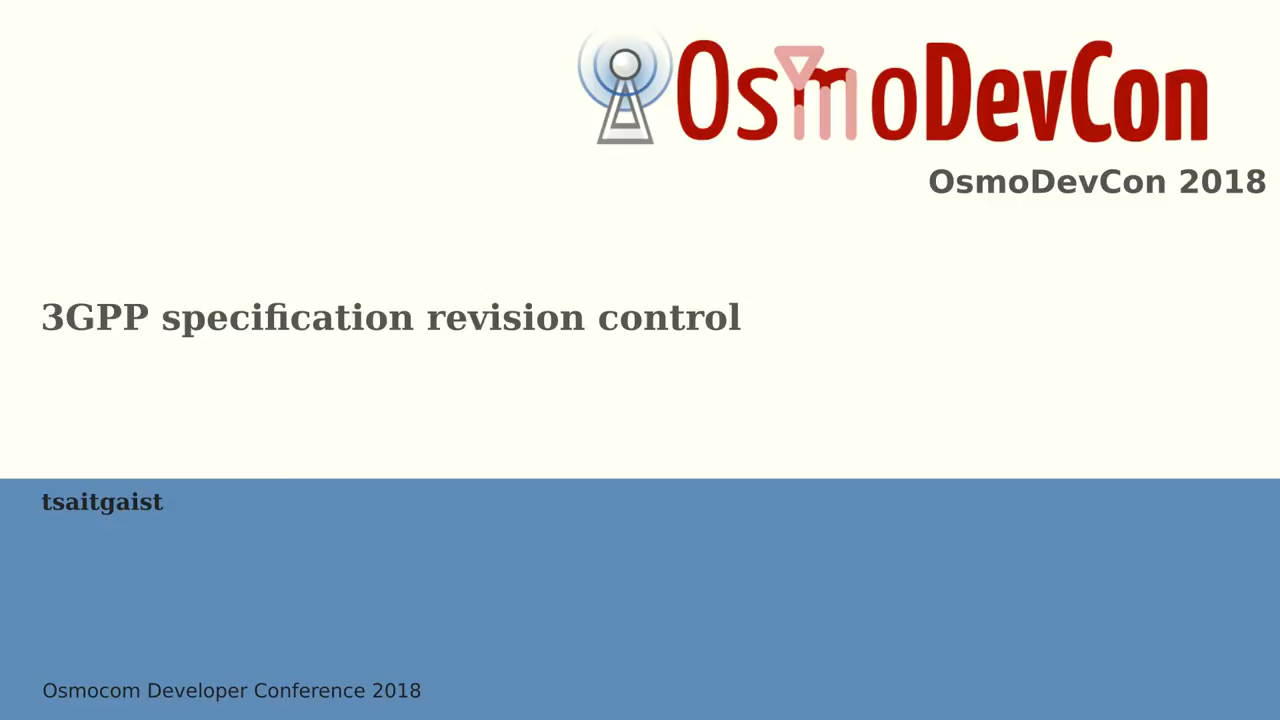 OsmoDevCon
OsmoDevCon 2018
3GPP specification revision control
tsaitgaist
Osmocom Developer Conference 2018